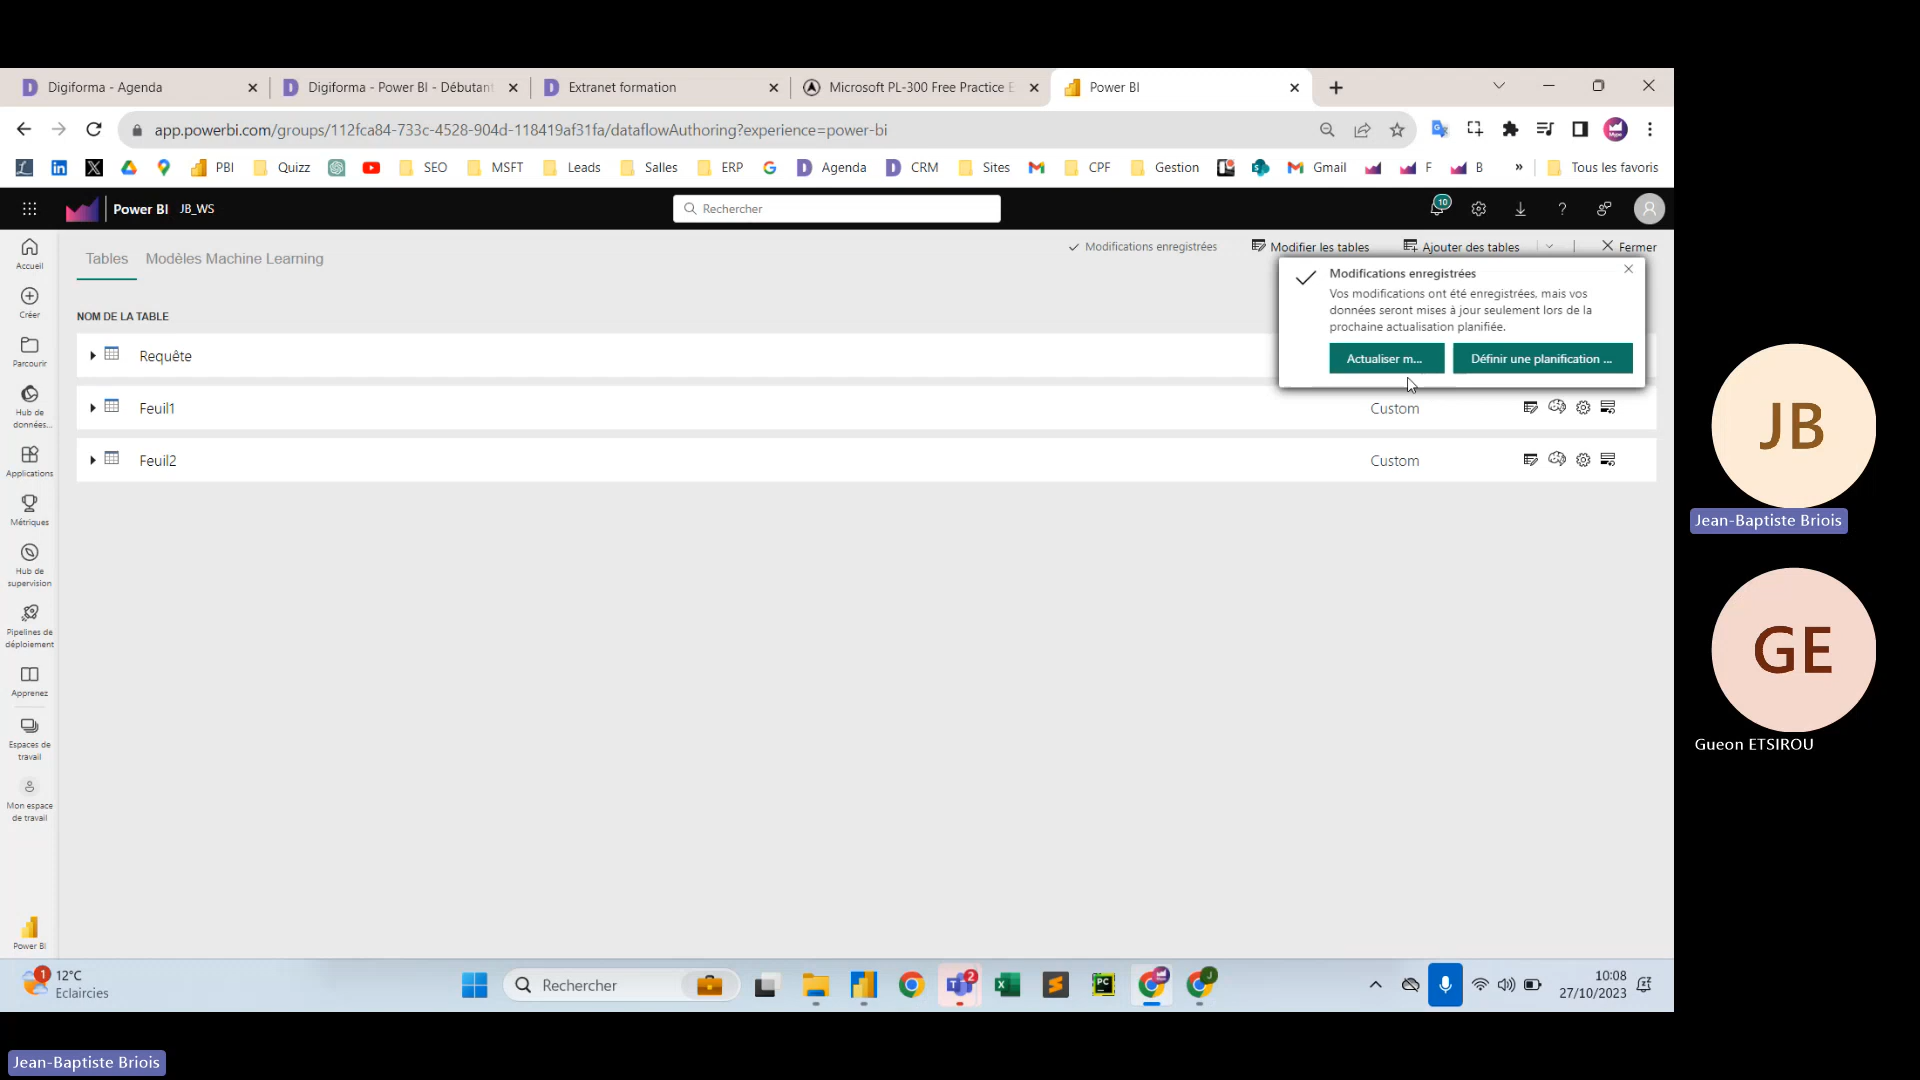 Digiforma - Agenda
Digiforma - Power BI - Débutant
Extranet formation
Microsoft PL-300 Free Practice E
Power BI
app.powerbi.com/groups/112fca84-733c-4528-904d-118419af31fa/dataflowAuthoring?experience=power-bi
PBI
Quizz
SEO
MSFT
Leads
Salles
ERP
Agenda
CRM
Sites
CPF
Gestion
Gmail
F
B
»
Tous les favoris
Power BI
JB_WS
Rechercher
10
Tables
Modèles Machine Learning
Modifications enregistrées
Modifier les tables
Ajouter des tables
Fermer
Modifications enregistrées
Vos modifications ont été enregistrées, mais vos
données seront mises à jour seulement lors de la
prochaine actualisation planifiée.
Actualiser m...
Définir une planification ...
NOM DE LA TABLE
Requête
Feuil1
Custom
Feuil2
Custom
Accueil
Créer
Parcourir
Hub de
données...
Applications
Métriques
Hub de
supervision
Pipelines de
déploiement
Apprenez
Espaces de
travail
Mon espace
de travail
Power BI
JB
Jean-Baptiste Briois
GE
Gueon ETSIROU
1
12°C
Eclaircies
Rechercher
2
PC
J
10:08
27/10/2023
Jean-Baptiste Briois